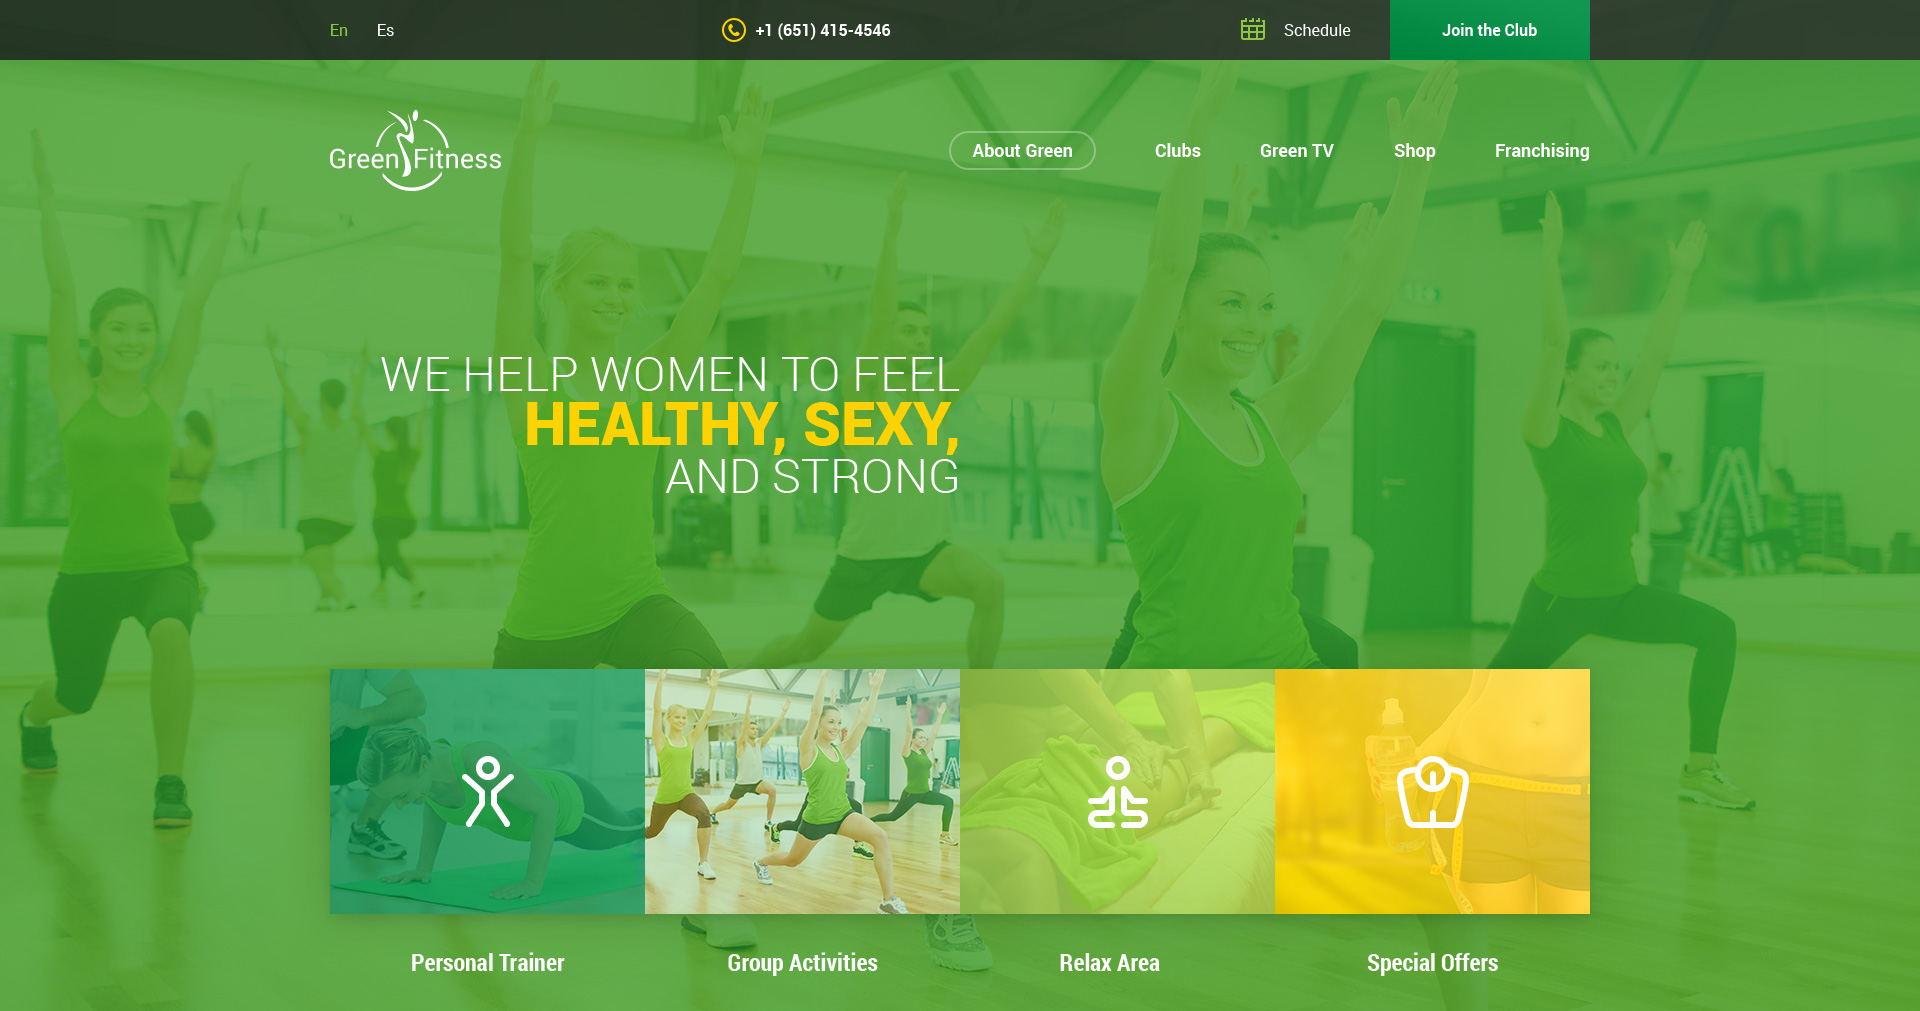 En
Es
+1 (651) 415-4546
Schedule
Join the Club
Green Fitness
About Green
Clubs
Green TV
Shop
Franchising
WE HELP WOMEN TO FEEL
HEALTHY, SEXY,
AND STRONG
Personal Trainer
Group Activities
Relax Area
Special Offers